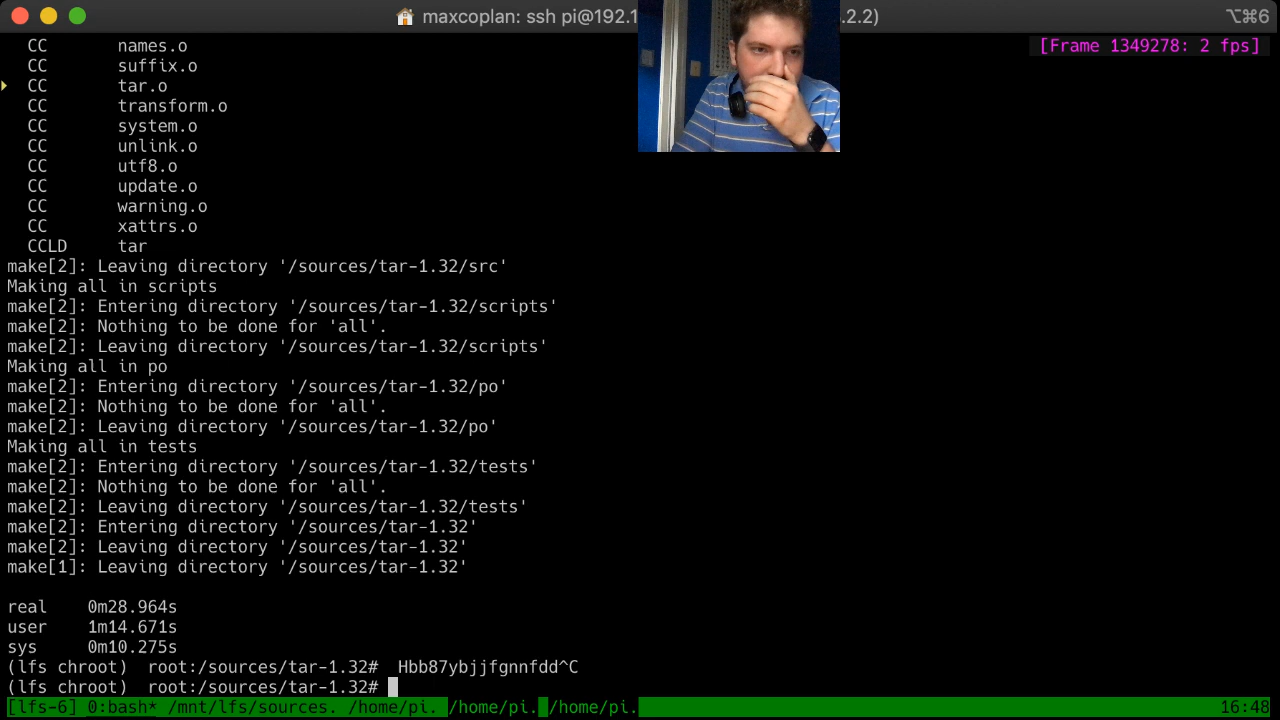 maxcoplan: ssh pi@192.1 .2.2) ⌥⌘6
[Frame 1349278: 2 fps]
CC names.o
CC suffix.o
CC tar.o
CC transform.o
CC system.o
CC unlink.o
CC utf8.o
CC update.o
CC warning.o
CC xattrs.o
CCLD tar
make[2]: Leaving directory '/sources/tar-1.32/src'
Making all in scripts
make[2]: Entering directory '/sources/tar-1.32/scripts'
make[2]: Nothing to be done for 'all'.
make[2]: Leaving directory '/sources/tar-1.32/scripts'
Making all in po
make[2]: Entering directory '/sources/tar-1.32/po'
make[2]: Nothing to be done for 'all'.
make[2]: Leaving directory '/sources/tar-1.32/po'
Making all in tests
make[2]: Entering directory '/sources/tar-1.32/tests'
make[2]: Nothing to be done for 'all'.
make[2]: Leaving directory '/sources/tar-1.32/tests'
make[2]: Entering directory '/sources/tar-1.32'
make[2]: Leaving directory '/sources/tar-1.32'
make[1]: Leaving directory '/sources/tar-1.32'
real 0m28.964s
user 1m14.671s
sys 0m10.275s
(lfs chroot) root:/sources/tar-1.32# Hbb87ybjjfgnnfdd^C
(lfs chroot) root:/sources/tar-1.32#
[lfs-6] 0:bash* /mnt/lfs/sources. /home/pi. /home/pi. /home/pi. 16:48